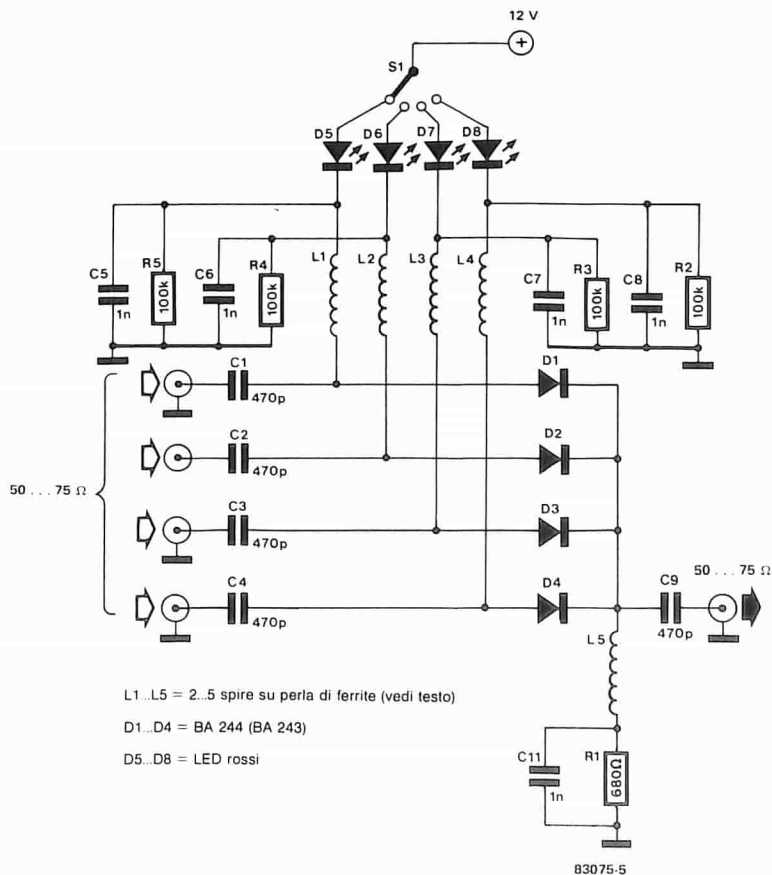 12 V
S1
D5 D6 D7 D8
C5 1n
R5 100k
C6 1n
R4 100k
L1
L2
L3
L4
C7 1n
R3 100k
C8 1n
R2 100k
C1 470p
D1
C2 470p
D2
50 . . . 75 Ω
C3 470p
D3
C4 470p
D4
C9 470p
50 . . . 75 Ω
L5
L1...L5 = 2...5 spire su perla di ferrite (vedi testo)
D1...D4 = BA 244 (BA 243)
D5...D8 = LED rossi
C11 1n
R1 680Ω
83075-5